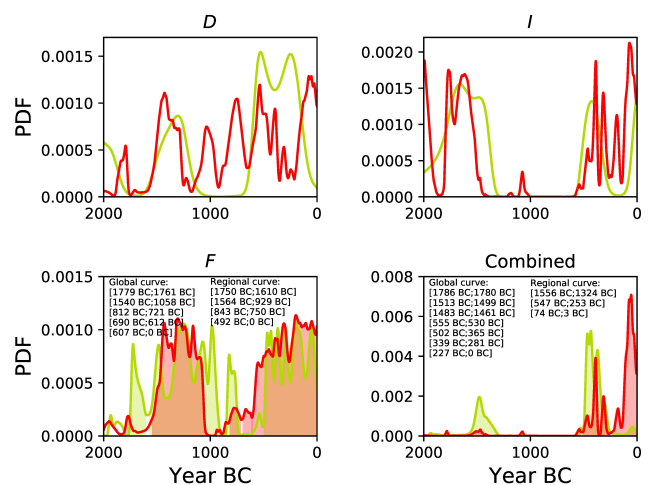 D
I
PDF
0.0015
0.0010
0.0005
0.0000
2000
1000
0
0.0020
0.0015
0.0010
0.0005
0.0000
2000
1000
0
F
Combined
PDF
0.0015
0.0010
0.0005
0.0000
Global curve:
[1779 BC;1761 BC]
[1540 BC;1058 BC]
[812 BC;721 BC]
[690 BC;612 BC]
[607 BC;0 BC]
Regional curve:
[1750 BC;1610 BC]
[1564 BC;929 BC]
[843 BC;750 BC]
[492 BC;0 BC]
2000
1000
0
Year BC
0.008
0.006
0.004
0.002
0.000
Global curve:
[1786 BC;1780 BC]
[1513 BC;1499 BC]
[1483 BC;1461 BC]
[555 BC;530 BC]
[502 BC;365 BC]
[339 BC;281 BC]
[227 BC;0 BC]
Regional curve:
[1556 BC;1324 BC]
[547 BC;253 BC]
[74 BC;3 BC]
2000
1000
0
Year BC